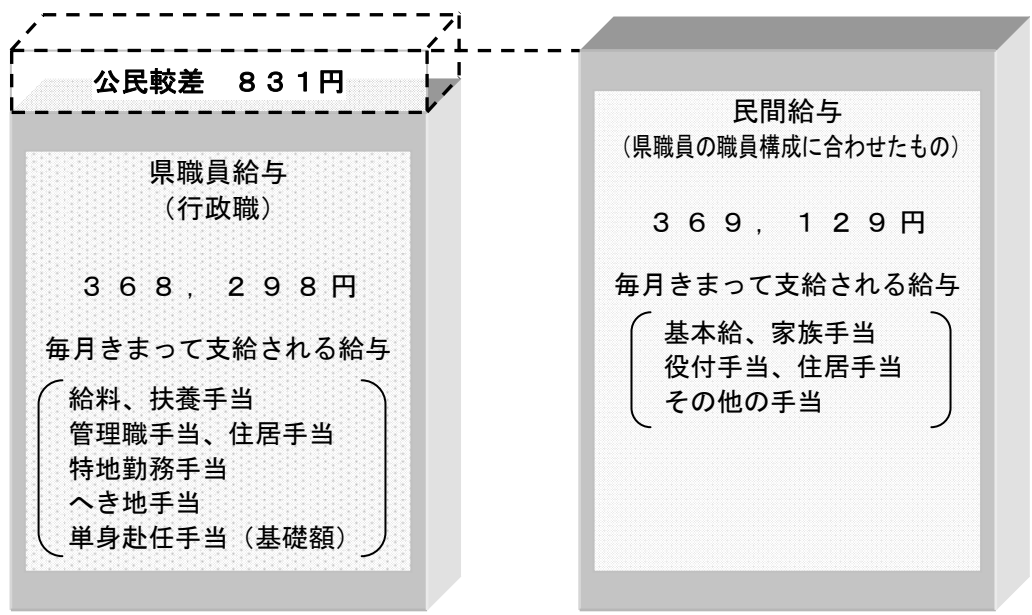 公民較差　８３１円
県職員給与
（行政職）
３６８，２９８円
毎月きまって支給される給与
給料、扶養手当
管理職手当、住居手当
特地勤務手当
へき地手当
単身赴任手当（基礎額）
民間給与
（県職員の職員構成に合わせたもの）
３６９，１２９円
毎月きまって支給される給与
基本給、家族手当
役付手当、住居手当
その他の手当